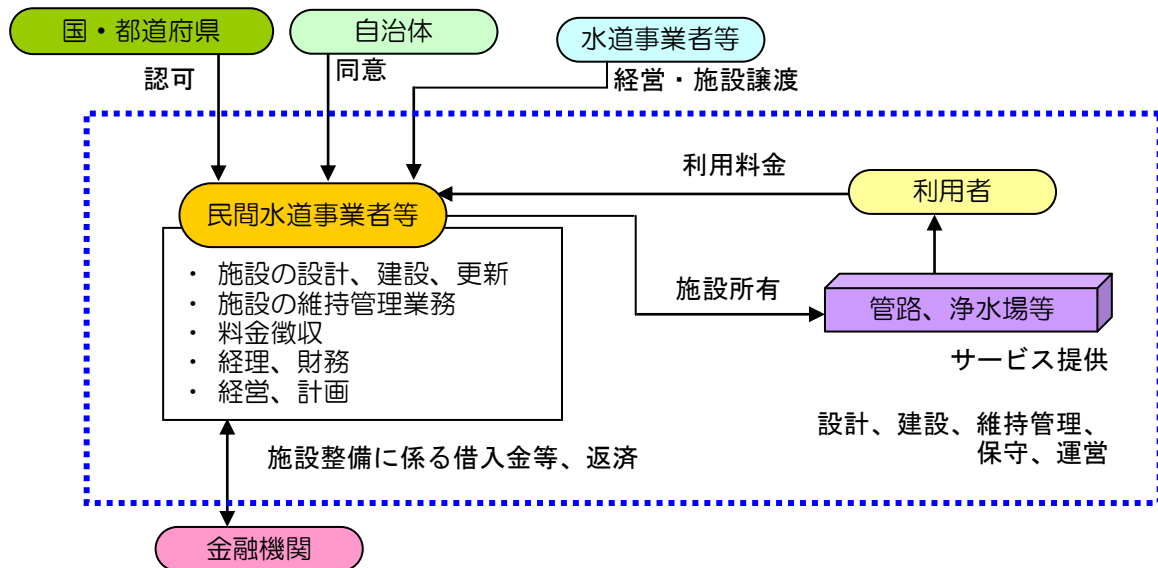 国・都道府県
自治体
水道事業者等
認可
同意
経営・施設譲渡
利用料金
利用者
民間水道事業者等
・ 施設の設計、建設、更新
・ 施設の維持管理業務
・ 料金徴収
・ 経理、財務
・ 経営、計画
施設所有
管路、浄水場等
サービス提供
設計、建設、維持管理、
保守、運営
施設整備に係る借入金等、返済
金融機関